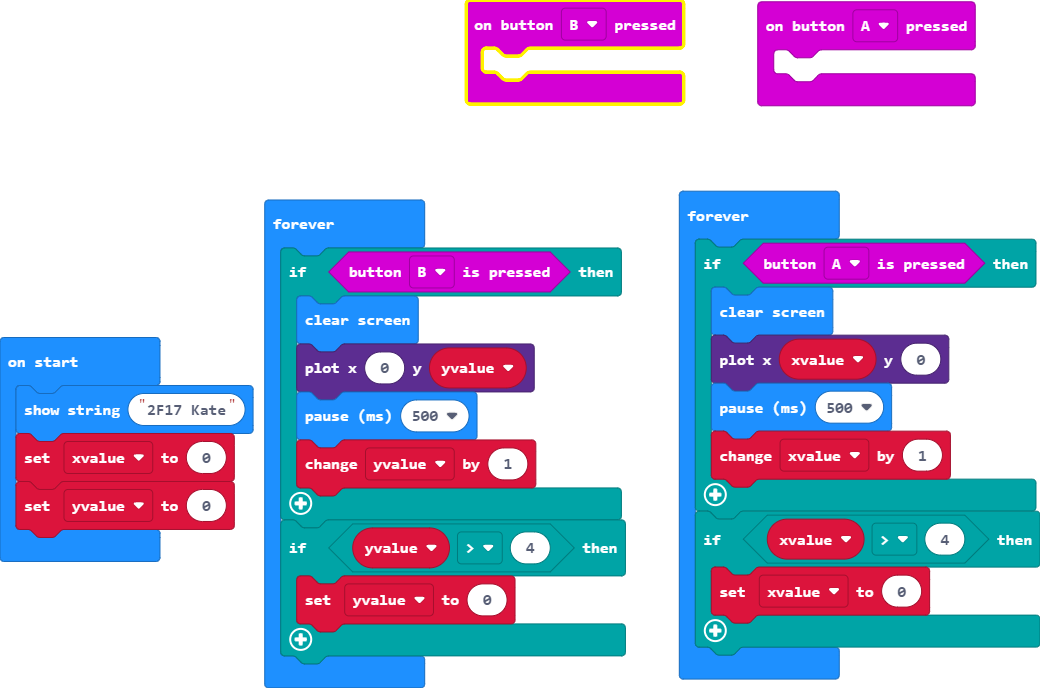 on button B pressed
on button A pressed
on start
show string "2F17 Kate"
set xvalue to 0
set yvalue to 0
forever
if button B is pressed then
clear screen
plot x 0 y yvalue
pause (ms) 500
change yvalue by 1
if yvalue > 4 then
set yvalue to 0
forever
if button A is pressed then
clear screen
plot x xvalue y 0
pause (ms) 500
change xvalue by 1
if xvalue > 4 then
set xvalue to 0